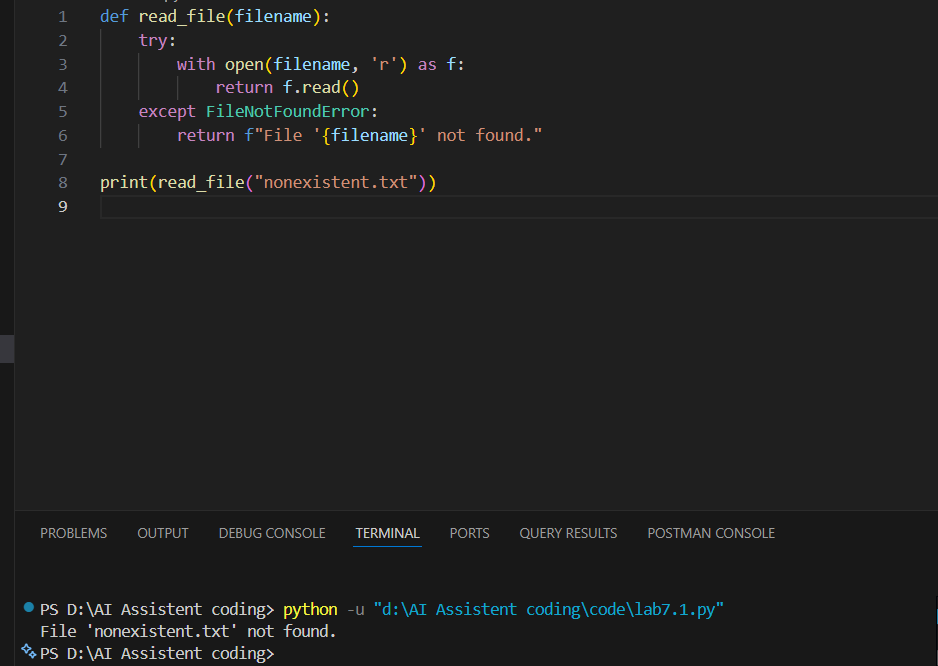 1 def read_file(filename):
2     try:
3         with open(filename, 'r') as f:
4             return f.read()
5     except FileNotFoundError:
6         return f"File '{filename}' not found."
7
8 print(read_file("nonexistent.txt"))
9
PROBLEMS OUTPUT DEBUG CONSOLE TERMINAL PORTS QUERY RESULTS POSTMAN CONSOLE
PS D:\AI Assistent coding> python -u "d:\AI Assistent coding\code\lab7.1.py"
File 'nonexistent.txt' not found.
PS D:\AI Assistent coding>